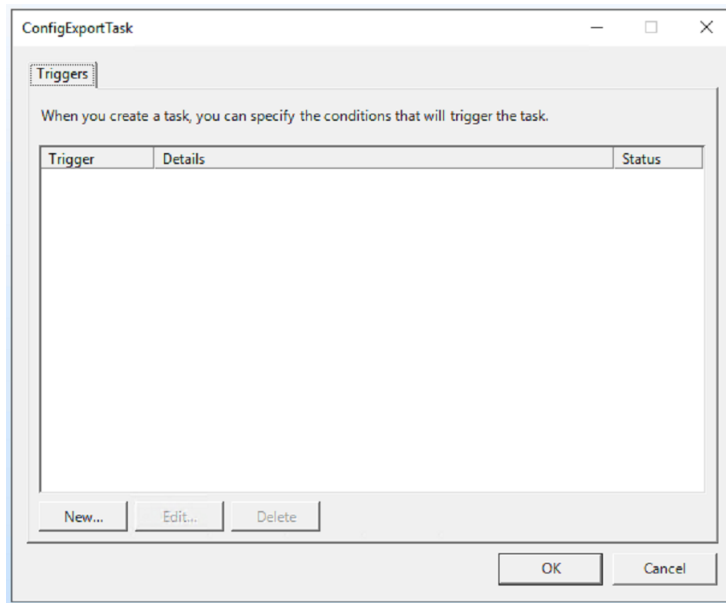 ConfigExportTask
Triggers
When you create a task, you can specify the conditions that will trigger the task.
Trigger Details Status
New... Edit... Delete
OK Cancel